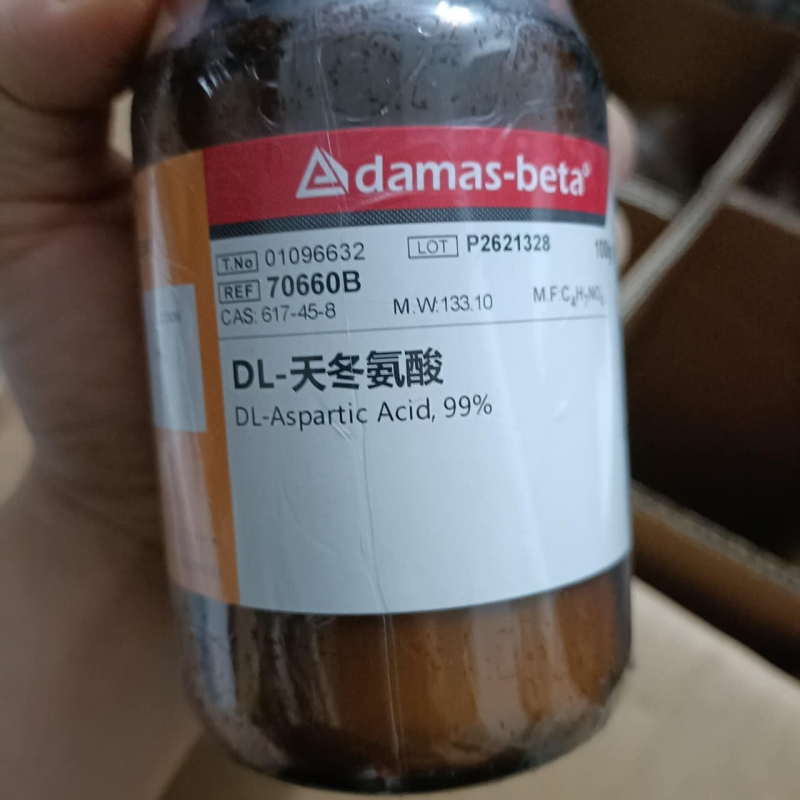 Adamas-beta®
T.No 01096632 LOT P2621328
REF 70660B
CAS: 617-45-8 M.W:133.10 M.F:C₄H₇NO₄
DL-天冬氨酸
DL-Aspartic Acid, 99%